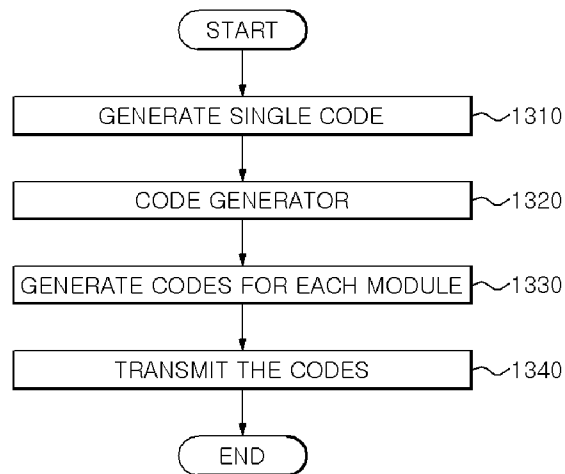 START
GENERATE SINGLE CODE 1310
CODE GENERATOR 1320
GENERATE CODES FOR EACH MODULE 1330
TRANSMIT THE CODES 1340
END